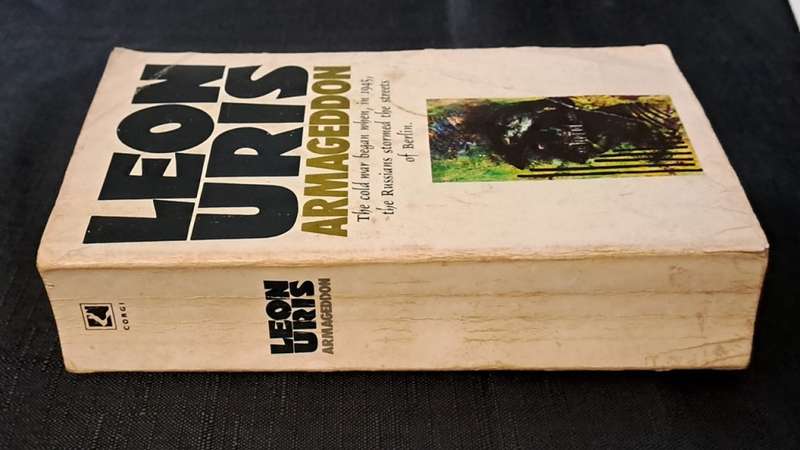 LEON
URIS
ARMAGEDDON
The cold war began when, in 1945,
the Russians stormed the streets
of Berlin.
CORGI
LEON
URIS
ARMAGEDDON